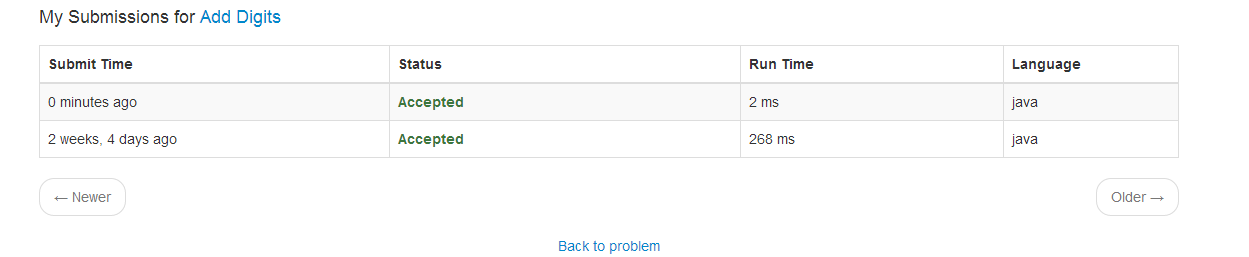 My Submissions for Add Digits
Submit Time Status Run Time Language
0 minutes ago Accepted 2 ms java
2 weeks, 4 days ago Accepted 268 ms java
← Newer Older →
Back to problem